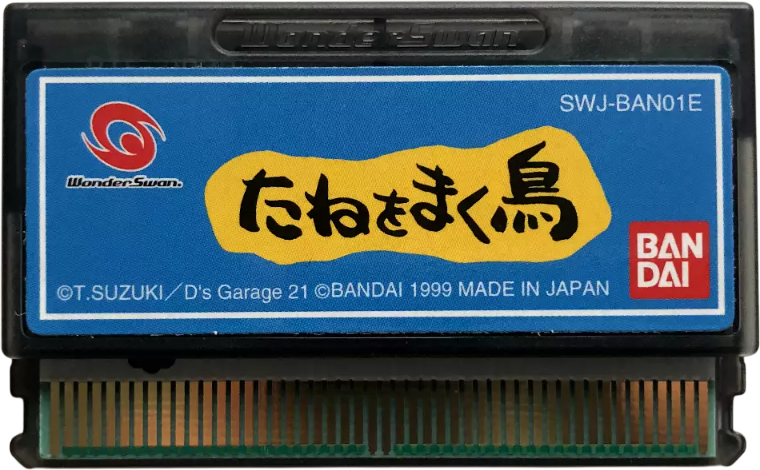 WonderSwan
SWJ-BAN01E
WonderSwan.
たねをまく鳥
BAN
DAI
©T.SUZUKI／D's Garage 21 ©BANDAI 1999 MADE IN JAPAN